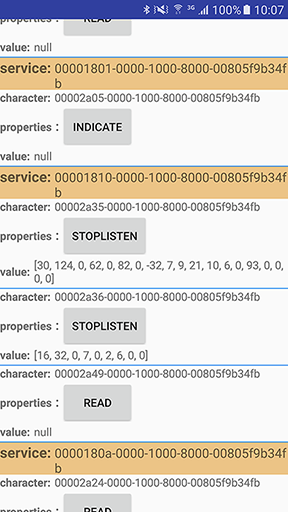 3G 100% 10:07
READ
value: null
service: 00001801-0000-1000-8000-00805f9b34f
b
character: 00002a05-0000-1000-8000-00805f9b34fb
properties : INDICATE
value: null
service: 00001810-0000-1000-8000-00805f9b34f
b
character: 00002a35-0000-1000-8000-00805f9b34fb
properties : STOPLISTEN
value: [30, 124, 0, 62, 0, 82, 0, -32, 7, 9, 21, 10, 6, 0, 93, 0, 0, 0,
0, 0]
character: 00002a36-0000-1000-8000-00805f9b34fb
properties : STOPLISTEN
value: [16, 32, 0, 7, 0, 2, 6, 0, 0]
character: 00002a49-0000-1000-8000-00805f9b34fb
properties : READ
value: null
service: 0000180a-0000-1000-8000-00805f9b34f
b
character: 00002a24-0000-1000-8000-00805f9b34fb
properties : READ